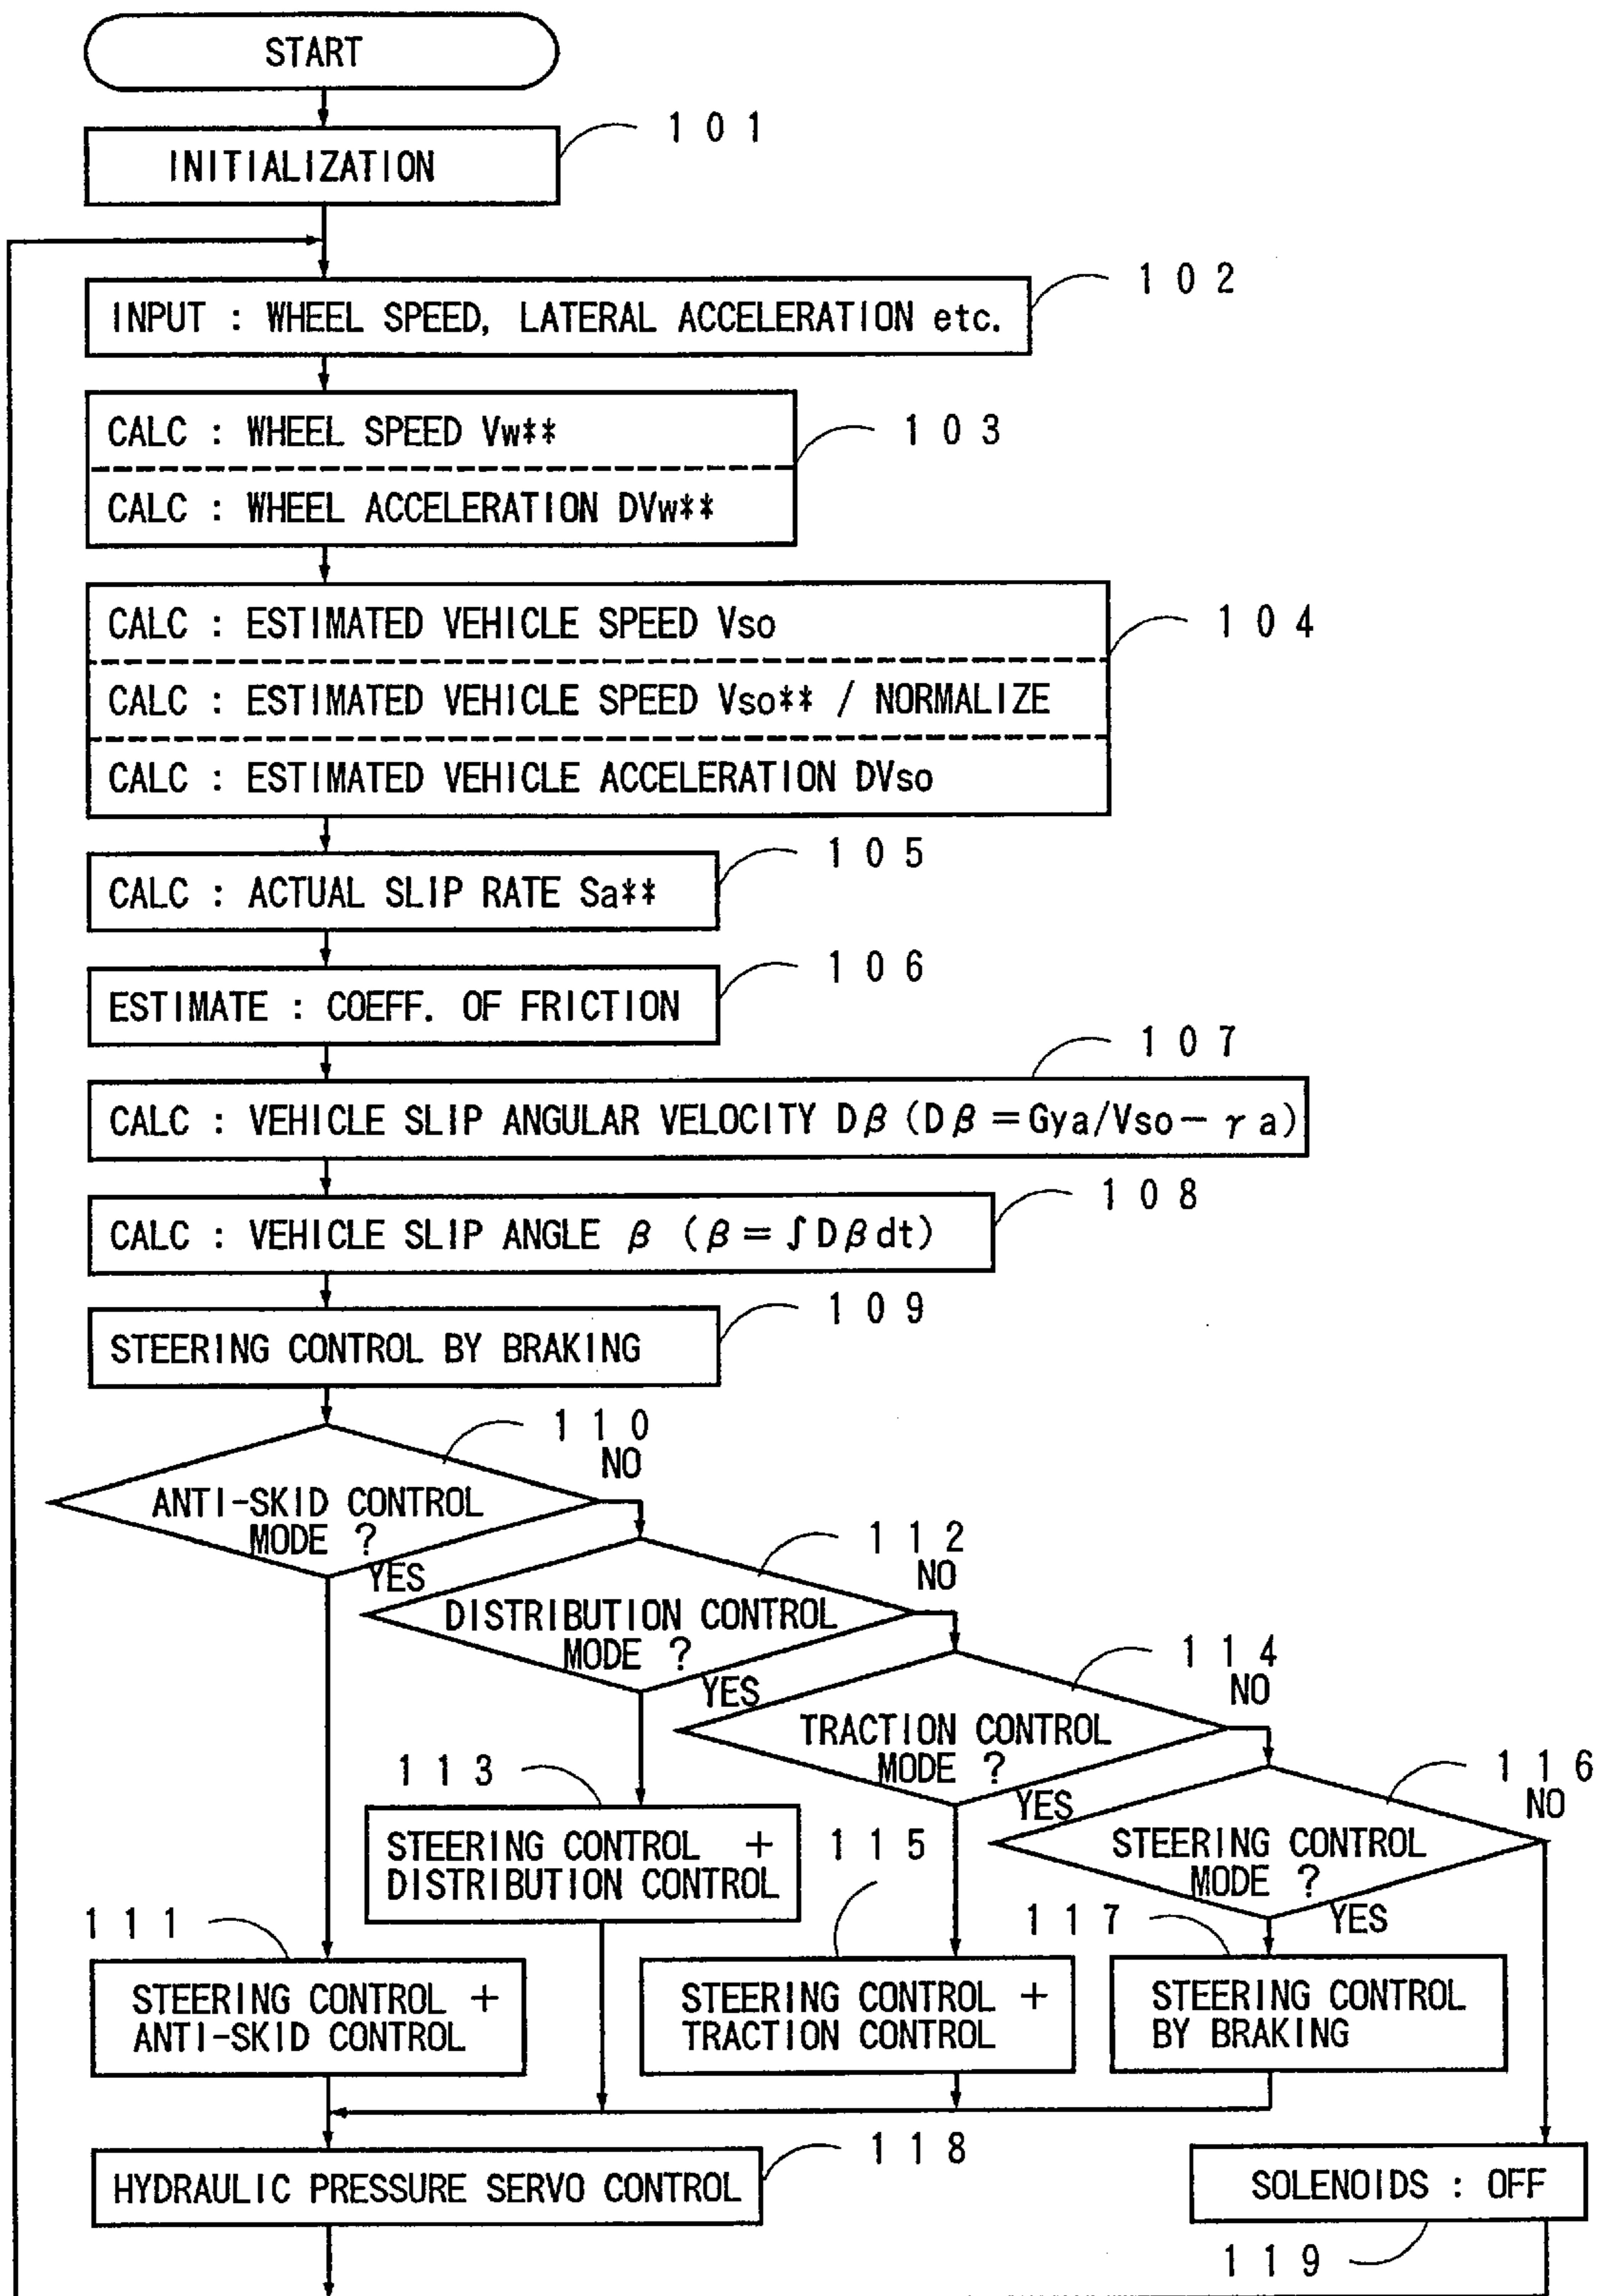 START
101
INITIALIZATION
102
INPUT : WHEEL SPEED, LATERAL ACCELERATION etc.
CALC : WHEEL SPEED Vw**
103
CALC : WHEEL ACCELERATION DVw**
CALC : ESTIMATED VEHICLE SPEED Vso
104
CALC : ESTIMATED VEHICLE SPEED Vso** / NORMALIZE
CALC : ESTIMATED VEHICLE ACCELERATION DVso
105
CALC : ACTUAL SLIP RATE Sa**
106
ESTIMATE : COEFF. OF FRICTION
107
CALC : VEHICLE SLIP ANGULAR VELOCITY Dβ (Dβ = Gya/Vso − γa)
108
CALC : VEHICLE SLIP ANGLE β (β = ∫Dβdt)
109
STEERING CONTROL BY BRAKING
110
NO
ANTI-SKID CONTROL
MODE ?
YES
112
NO
DISTRIBUTION CONTROL
MODE ?
YES
114
NO
TRACTION CONTROL
MODE ?
YES
116
NO
STEERING CONTROL
MODE ?
YES
113
STEERING CONTROL +
DISTRIBUTION CONTROL
115
111
STEERING CONTROL +
ANTI-SKID CONTROL
STEERING CONTROL +
TRACTION CONTROL
117
STEERING CONTROL
BY BRAKING
118
HYDRAULIC PRESSURE SERVO CONTROL
SOLENOIDS : OFF
119